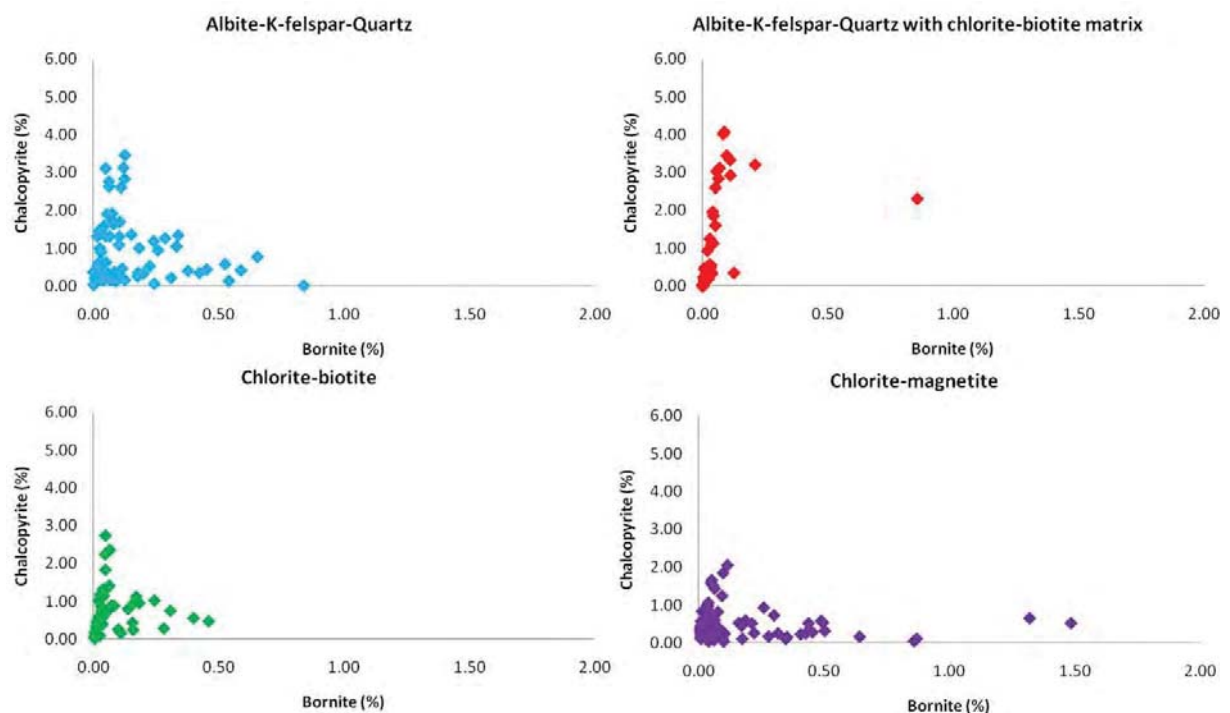 Albite-K-felspar-Quartz
6.00
5.00
4.00
3.00
2.00
1.00
0.00
Chalcopyrite (%)
0.00 0.50 1.00 1.50 2.00
Bornite (%)
Albite-K-felspar-Quartz with chlorite-biotite matrix
6.00
5.00
4.00
3.00
2.00
1.00
0.00
Chalcopyrite (%)
0.00 0.50 1.00 1.50 2.00
Bornite (%)
Chlorite-biotite
6.00
5.00
4.00
3.00
2.00
1.00
0.00
Chalcopyrite (%)
0.00 0.50 1.00 1.50 2.00
Bornite (%)
Chlorite-magnetite
6.00
5.00
4.00
3.00
2.00
1.00
0.00
Chalcopyrite (%)
0.00 0.50 1.00 1.50 2.00
Bornite (%)